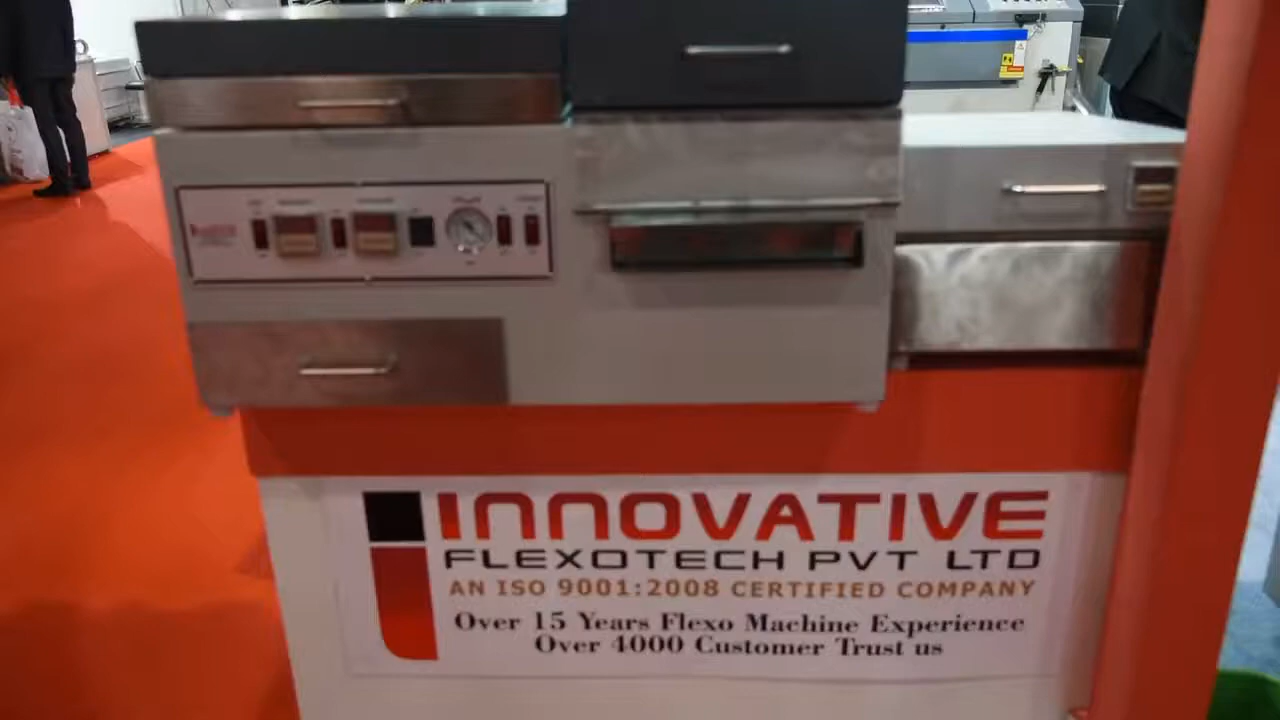 INNOVATIVE
FLEXOTECH PVT LTD
AN ISO 9001:2008 CERTIFIED COMPANY
Over 15 Years Flexo Machine Experience
Over 4000 Customer Trust us